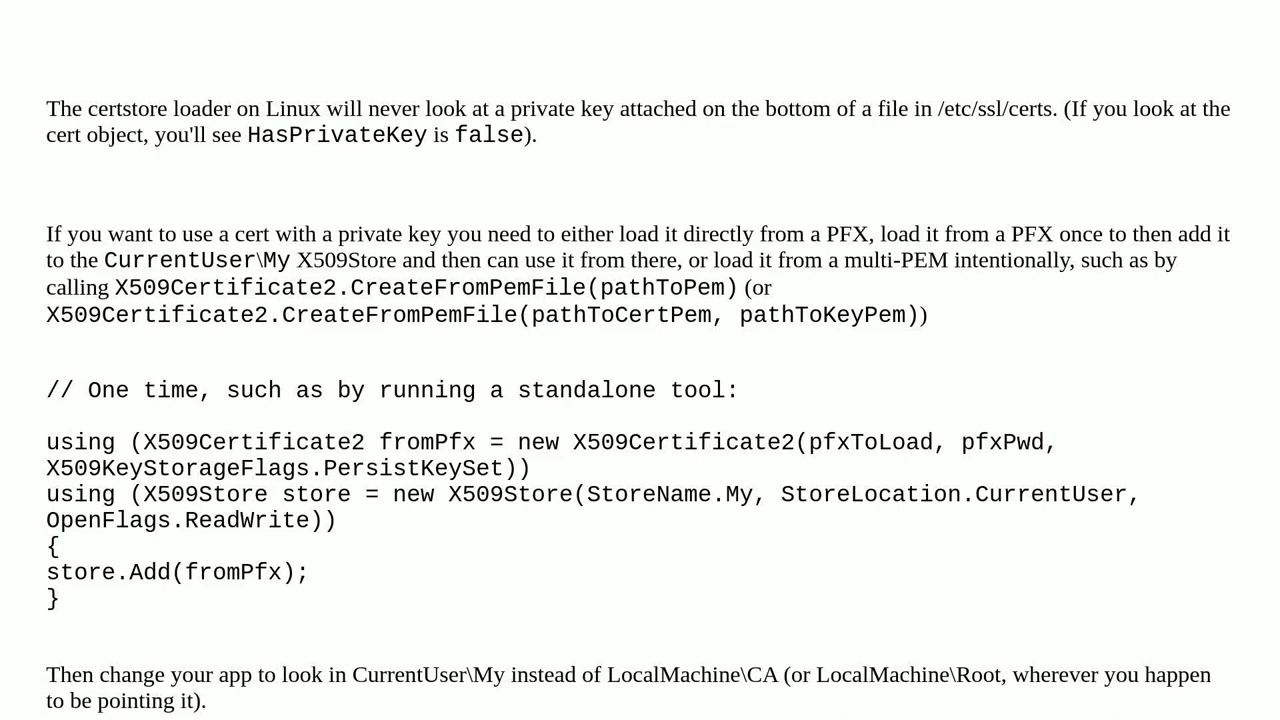 The certstore loader on Linux will never look at a private key attached on the bottom of a file in /etc/ssl/certs. (If you look at the
cert object, you'll see HasPrivateKey is false).
If you want to use a cert with a private key you need to either load it directly from a PFX, load it from a PFX once to then add it
to the CurrentUser\My X509Store and then can use it from there, or load it from a multi-PEM intentionally, such as by
calling X509Certificate2.CreateFromPemFile(pathToPem) (or
X509Certificate2.CreateFromPemFile(pathToCertPem, pathToKeyPem))
// One time, such as by running a standalone tool:
using (X509Certificate2 fromPfx = new X509Certificate2(pfxToLoad, pfxPwd,
X509KeyStorageFlags.PersistKeySet))
using (X509Store store = new X509Store(StoreName.My, StoreLocation.CurrentUser,
OpenFlags.ReadWrite))
{
store.Add(fromPfx);
}
Then change your app to look in CurrentUser\My instead of LocalMachine\CA (or LocalMachine\Root, wherever you happen
to be pointing it).